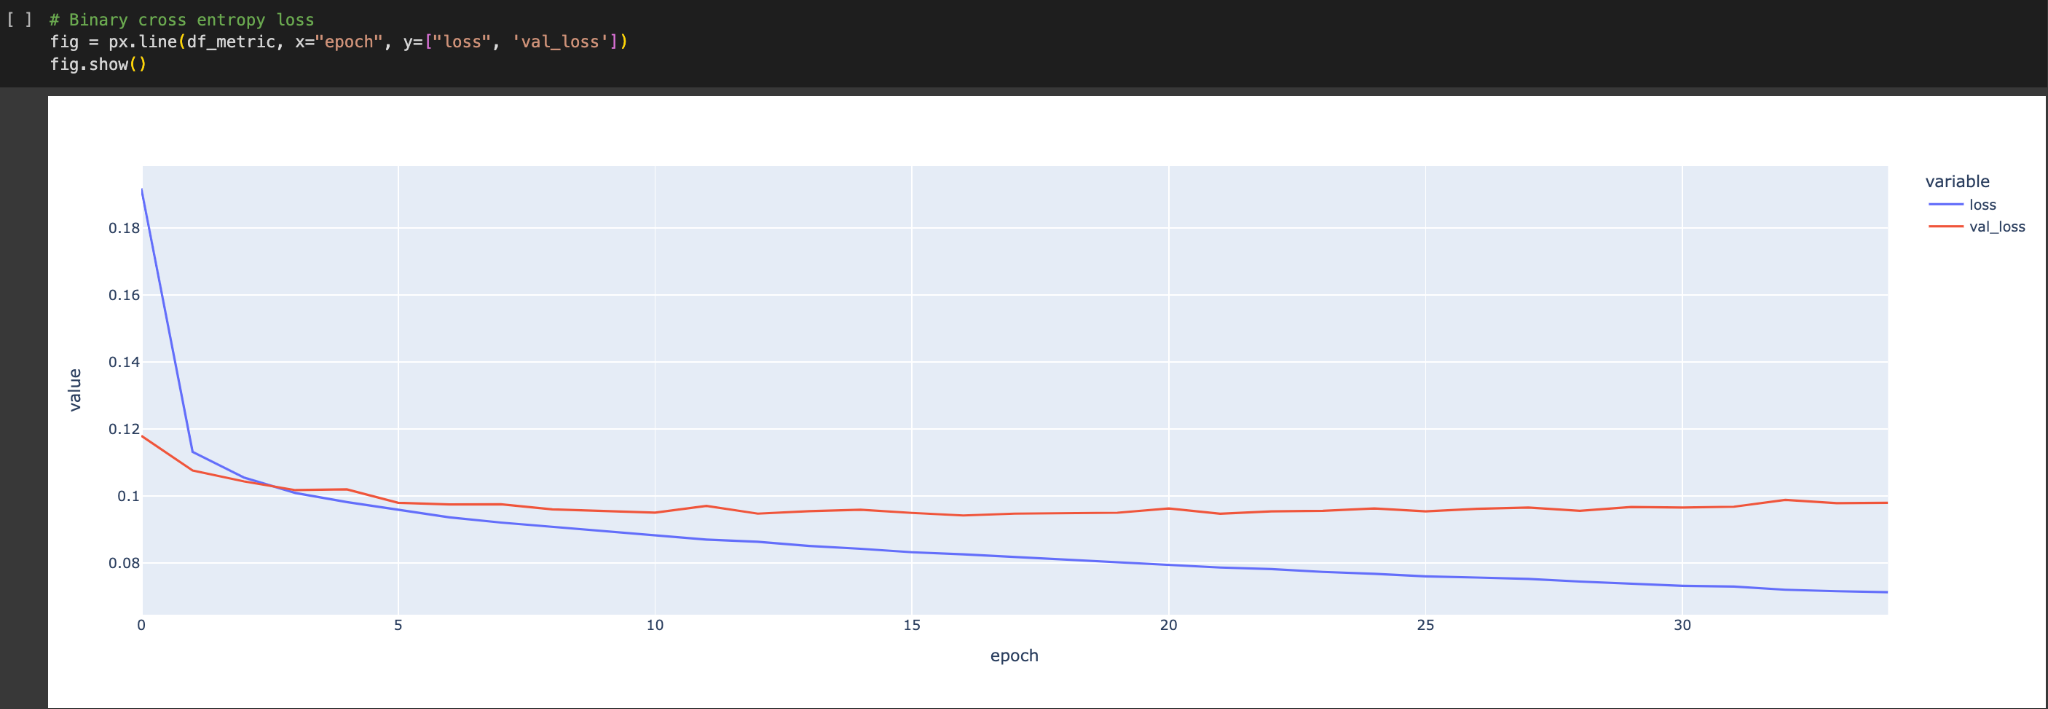 [ ] # Binary cross entropy loss
fig = px.line(df_metric, x="epoch", y=["loss", 'val_loss'])
fig.show()
variable
loss
val_loss
0.18
0.16
0.14
0.12
0.1
0.08
value
0 5 10 15 20 25 30
epoch